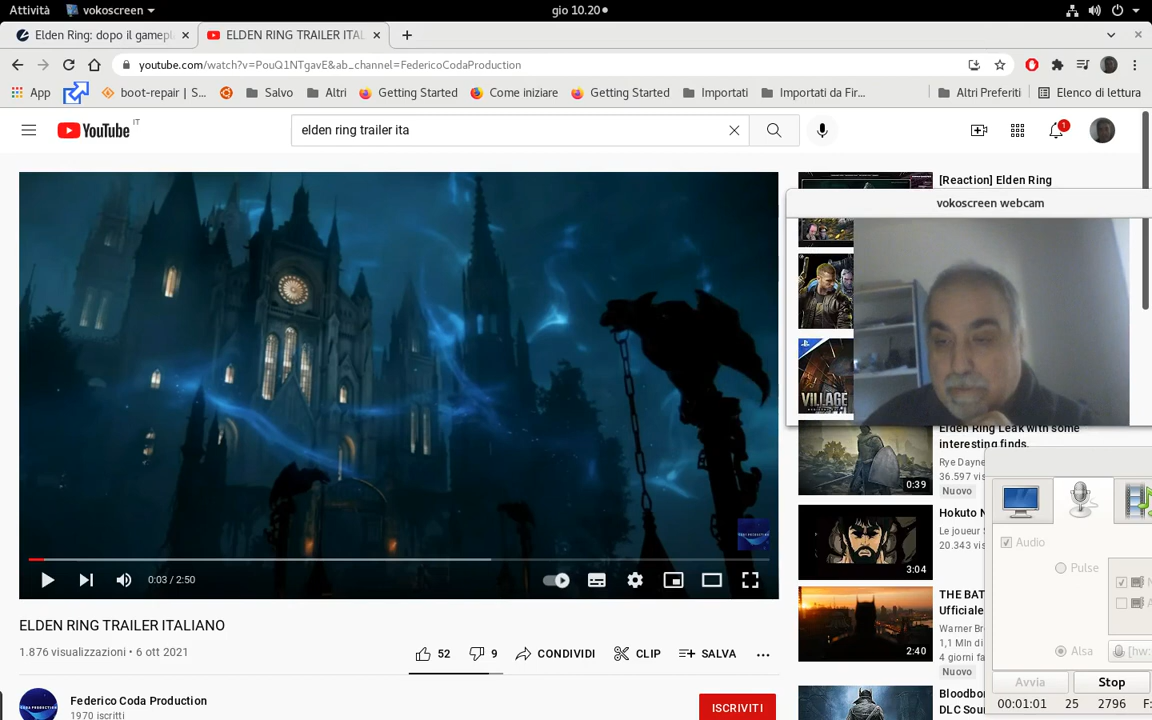 Attività vokoscreen gio 10.20
Elden Ring: dopo il gamepl
ELDEN RING TRAILER ITAL
youtube.com/watch?v=PouQ1NTgavE&ab_channel=FedericoCodaProduction
App boot-repair | S... Salvo Altri Getting Started Come iniziare Getting Started Importati Importati da Fir... Altri Preferiti Elenco di lettura
YouTube IT
elden ring trailer ita
1
[Reaction] Elden Ring
vokoscreen webcam
VILLAGE
Elden Ring Leak with some
interesting finds.
Rye Dayne
36.597 vis
Nuovo
0:39
Hokuto N
Le joueur
20.343 vis
3:04
THE BAT
Ufficiale
Warner Br
1,1 Mln di
4 giorni fa
Nuovo
2:40
Bloodbo
DLC Soun
Audio
Pulse
Alsa
[hw:
Avvia Stop
00:01:01 25 2796 F:
0:03 / 2:50
CODA PRODUCTION
ELDEN RING TRAILER ITALIANO
1.876 visualizzazioni • 6 ott 2021
52 9 CONDIVIDI CLIP SALVA
Federico Coda Production
1970 iscritti
ISCRIVITI